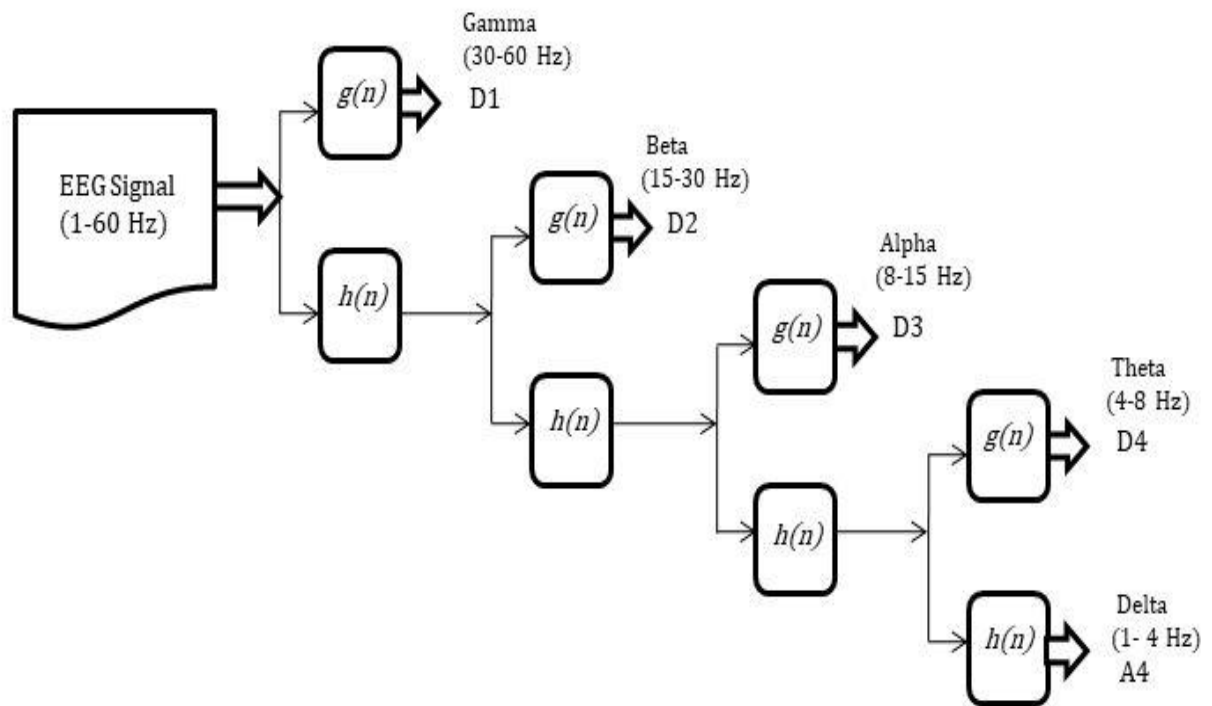 Gamma
(30-60 Hz)
g(n)
D1
EEG Signal
(1-60 Hz)
h(n)
Beta
(15-30 Hz)
g(n)
D2
h(n)
Alpha
(8-15 Hz)
g(n)
D3
h(n)
Theta
(4-8 Hz)
g(n)
D4
h(n)
Delta
(1- 4 Hz)
A4